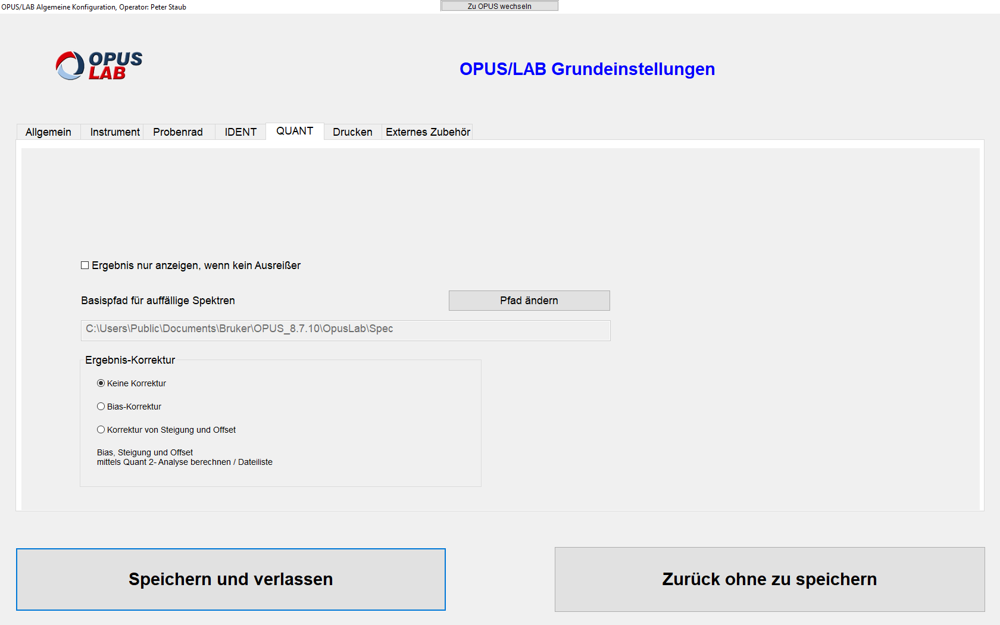 OPUS/LAB Algemeine Konfiguration, Operator: Peter Staub
Zu OPUS wechseln
OPUS
LAB
OPUS/LAB Grundeinstellungen
Allgemein Instrument Probenrad IDENT QUANT Drucken Externes Zubehör
Ergebnis nur anzeigen, wenn kein Ausreißer
Basispfad für auffällige Spektren
Pfad ändern
C:\Users\Public\Documents\Bruker\OPUS_8.7.10\OpusLab\Spec
Ergebnis-Korrektur
Keine Korrektur
Bias-Korrektur
Korrektur von Steigung und Offset
Bias, Steigung und Offset
mittels Quant 2- Analyse berechnen / Dateiliste
Speichern und verlassen
Zurück ohne zu speichern